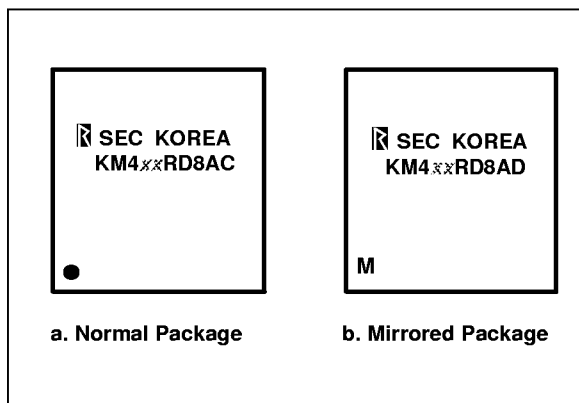 SEC KOREA
KM4xxRD8AC
a. Normal Package
SEC KOREA
KM4xxRD8AD
M
b. Mirrored Package